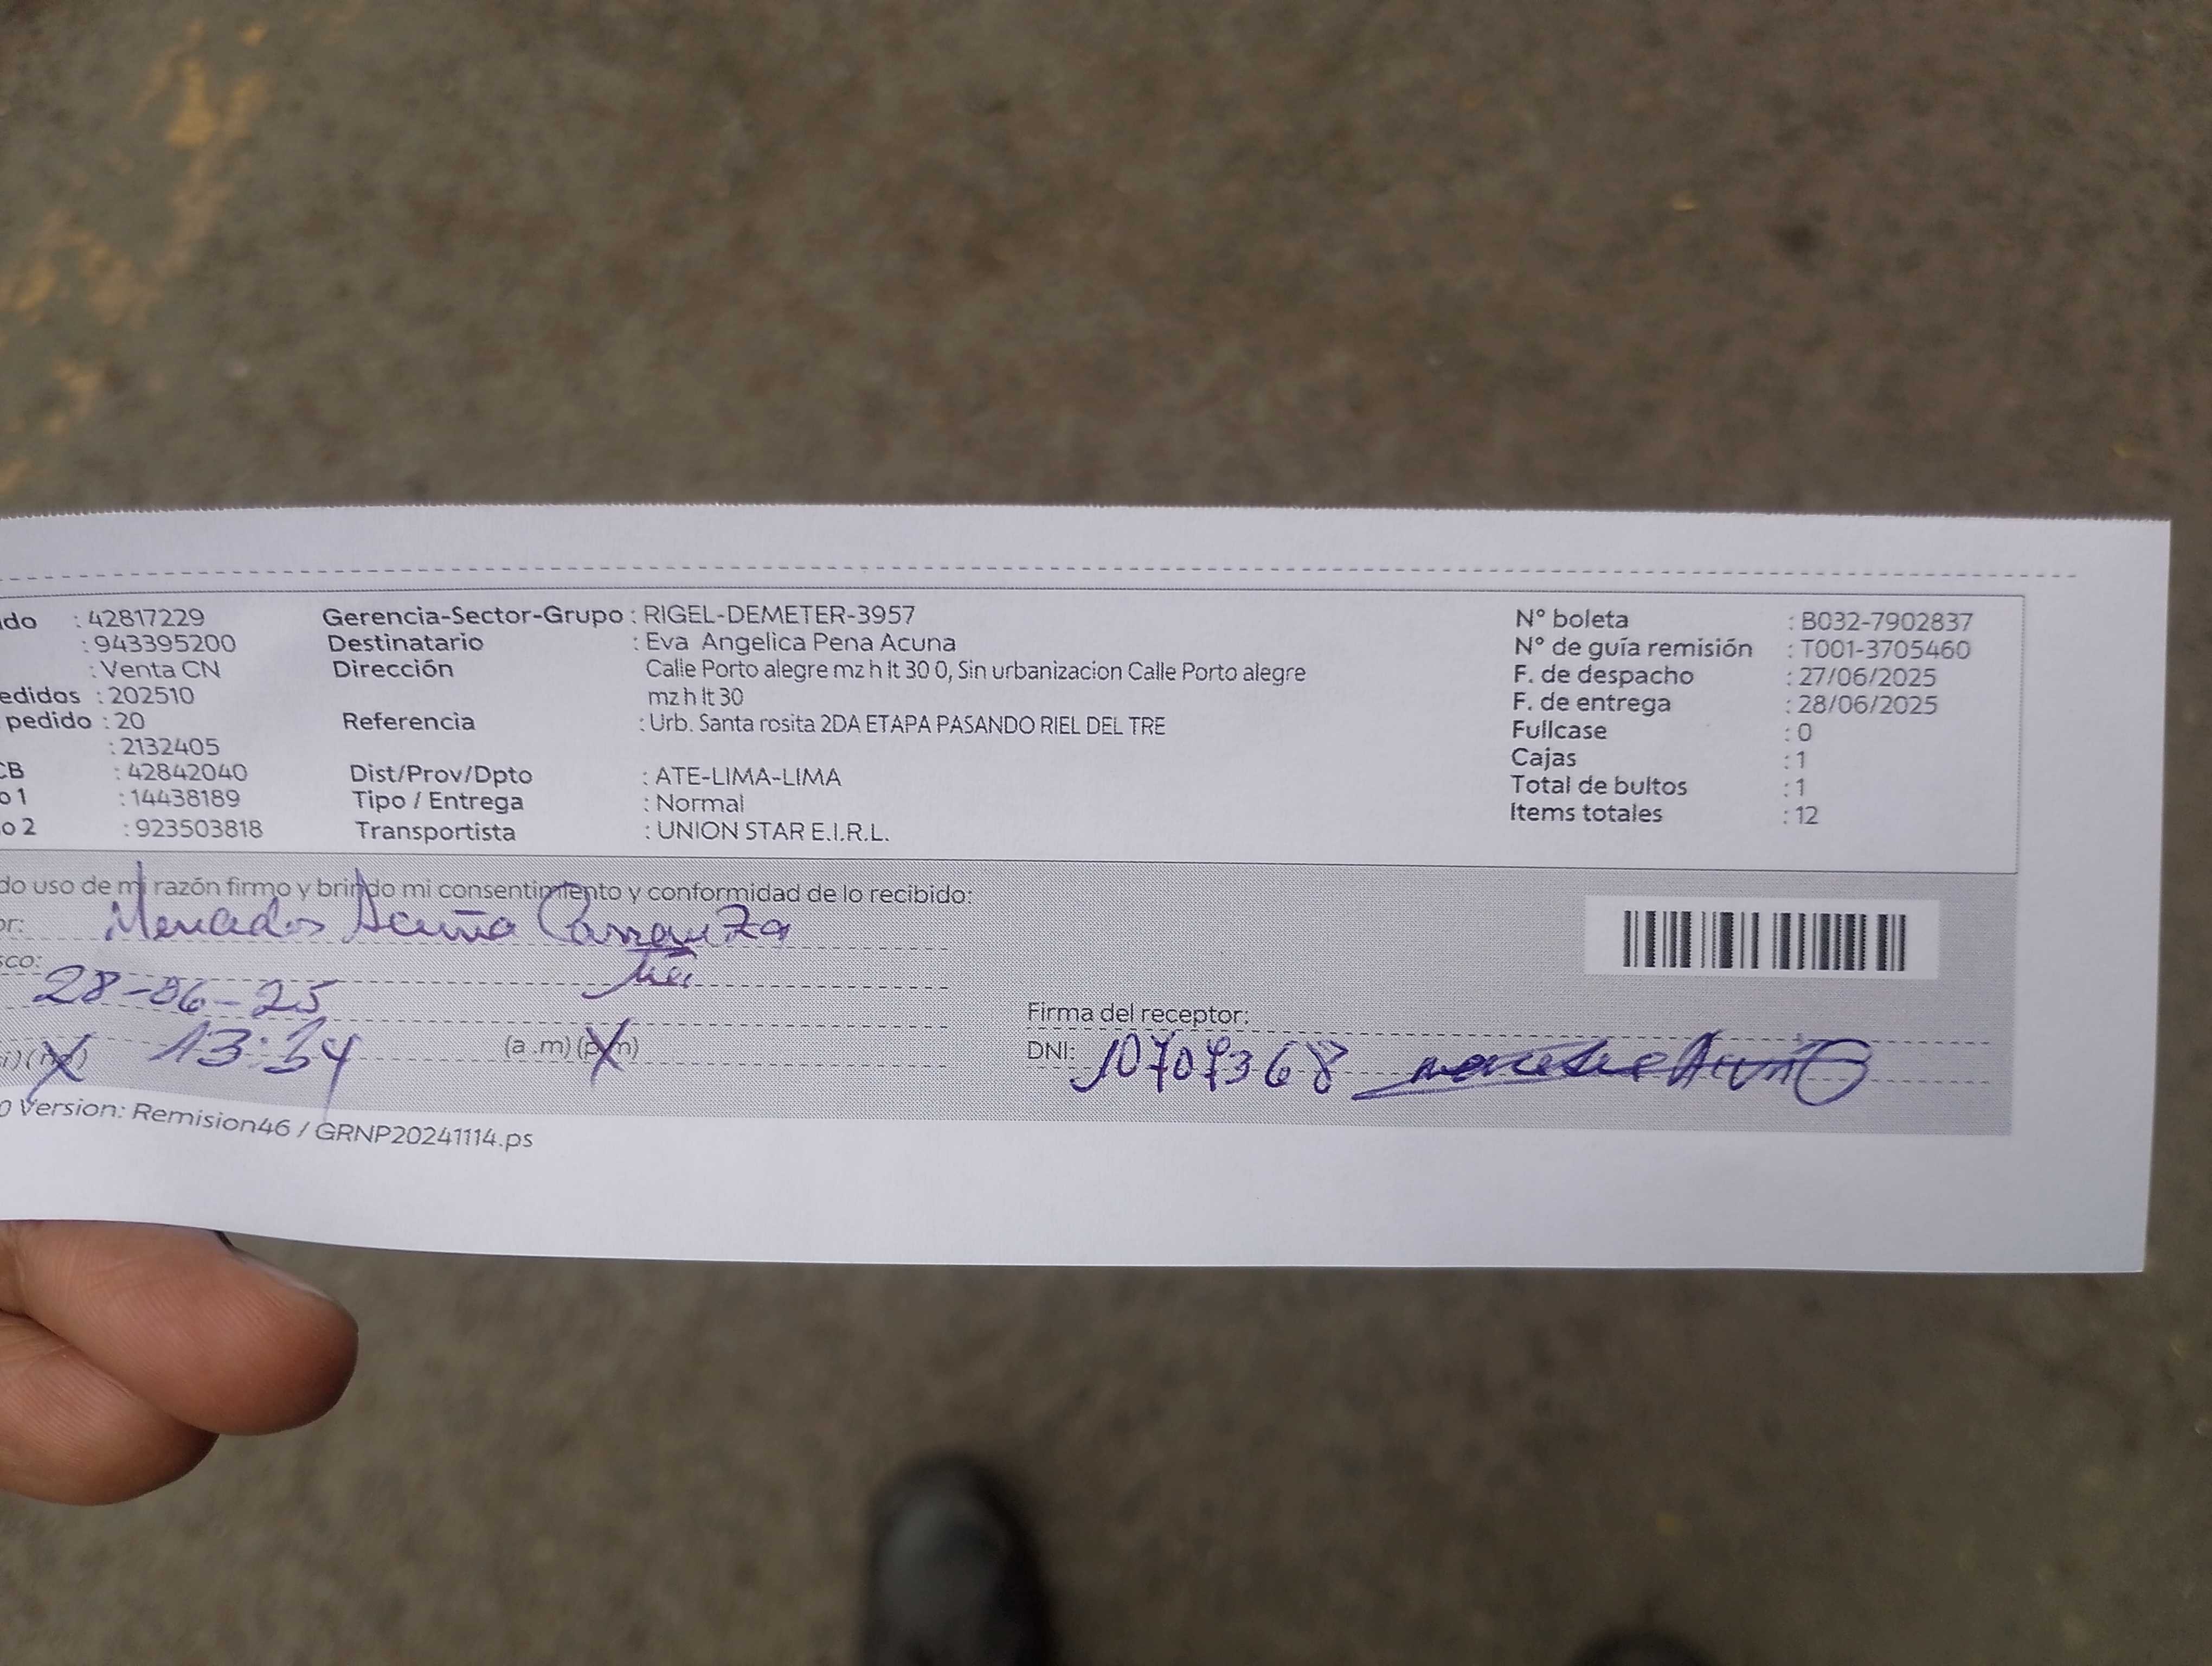 do : 42817229 Gerencia-Sector-Grupo : RIGEL-DEMETER-3957 N° boleta : B032-7902837
: 943395200 Destinatario : Eva Angelica Pena Acuna N° de guía remisión : T001-3705460
: Venta CN Dirección Calle Porto alegre mz h lt 30 0, Sin urbanizacion Calle Porto alegre F. de despacho : 27/06/2025
edidos : 202510 mz h lt 30 F. de entrega : 28/06/2025
pedido : 20 Referencia : Urb. Santa rosita 2DA ETAPA PASANDO RIEL DEL TRE Fullcase : 0
: 2132405 Cajas : 1
CB : 42842040 Dist/Prov/Dpto : ATE-LIMA-LIMA Total de bultos : 1
o 1 : 14438189 Tipo / Entrega : Normal Items totales : 12
o 2 : 923503818 Transportista : UNION STAR E.I.R.L.
do uso de mi razón firmo y brindo mi consentimiento y conformidad de lo recibido:
or: Acuña
sco:
28-06-25
Firma del receptor:
(a.m) (p.m)
DNI:
0 Version: Remision46 / GRNP20241114.ps